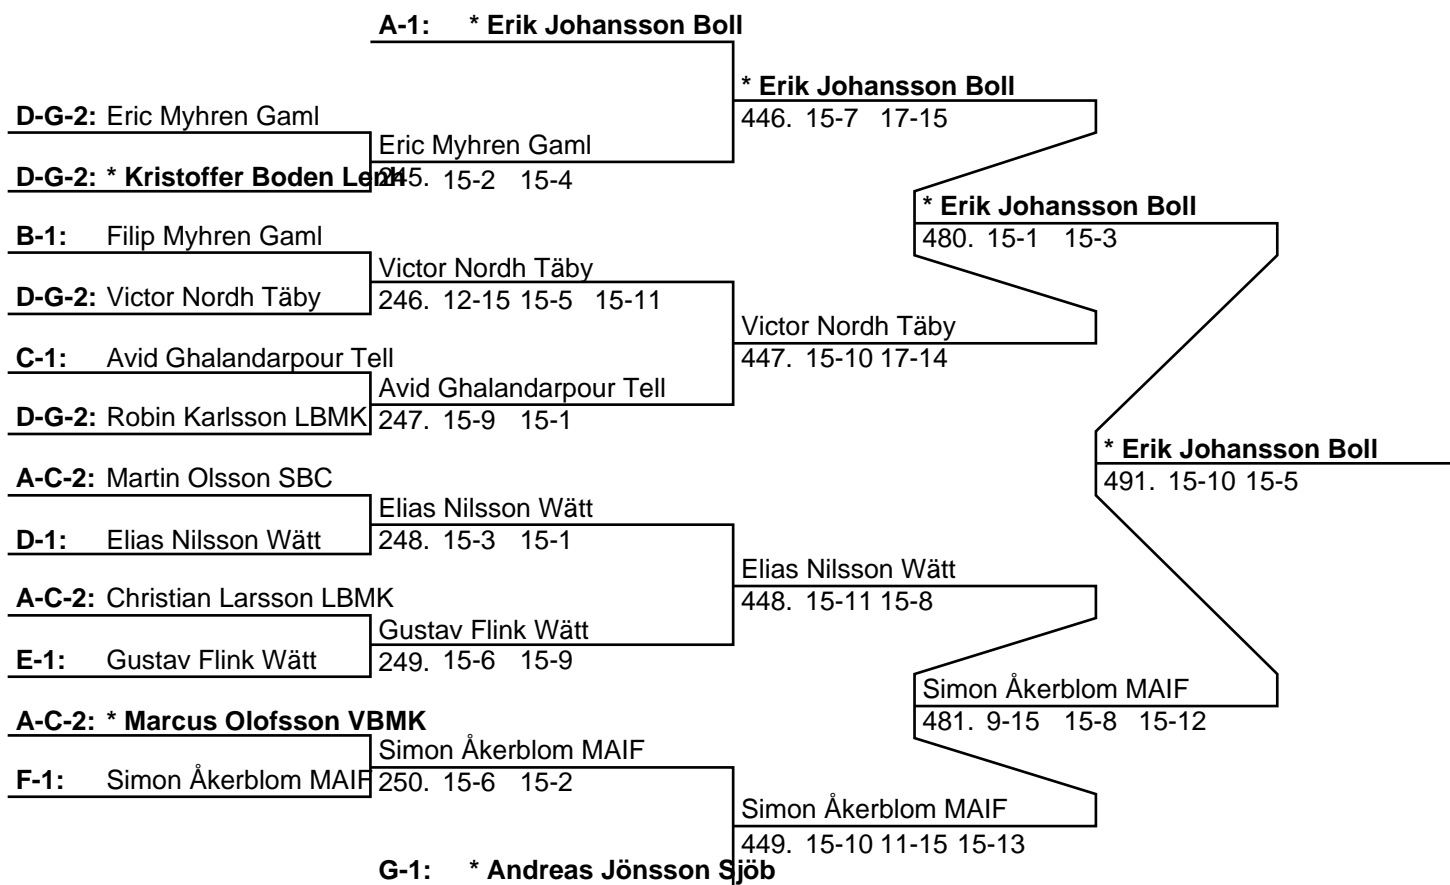 A-1: * Erik Johansson Boll
* Erik Johansson Boll
446. 15-7 17-15
D-G-2: Eric Myhren Gaml
Eric Myhren Gaml
245. 15-2 15-4
D-G-2: * Kristoffer Boden Lenh
* Erik Johansson Boll
480. 15-1 15-3
B-1: Filip Myhren Gaml
Victor Nordh Täby
246. 12-15 15-5 15-11
D-G-2: Victor Nordh Täby
Victor Nordh Täby
447. 15-10 17-14
C-1: Avid Ghalandarpour Tell
Avid Ghalandarpour Tell
247. 15-9 15-1
D-G-2: Robin Karlsson LBMK
* Erik Johansson Boll
491. 15-10 15-5
A-C-2: Martin Olsson SBC
Elias Nilsson Wätt
248. 15-3 15-1
D-1: Elias Nilsson Wätt
Elias Nilsson Wätt
448. 15-11 15-8
A-C-2: Christian Larsson LBMK
Gustav Flink Wätt
249. 15-6 15-9
E-1: Gustav Flink Wätt
Simon Åkerblom MAIF
481. 9-15 15-8 15-12
A-C-2: * Marcus Olofsson VBMK
Simon Åkerblom MAIF
250. 15-6 15-2
F-1: Simon Åkerblom MAIF
Simon Åkerblom MAIF
449. 15-10 11-15 15-13
G-1: * Andreas Jönsson Sjöb